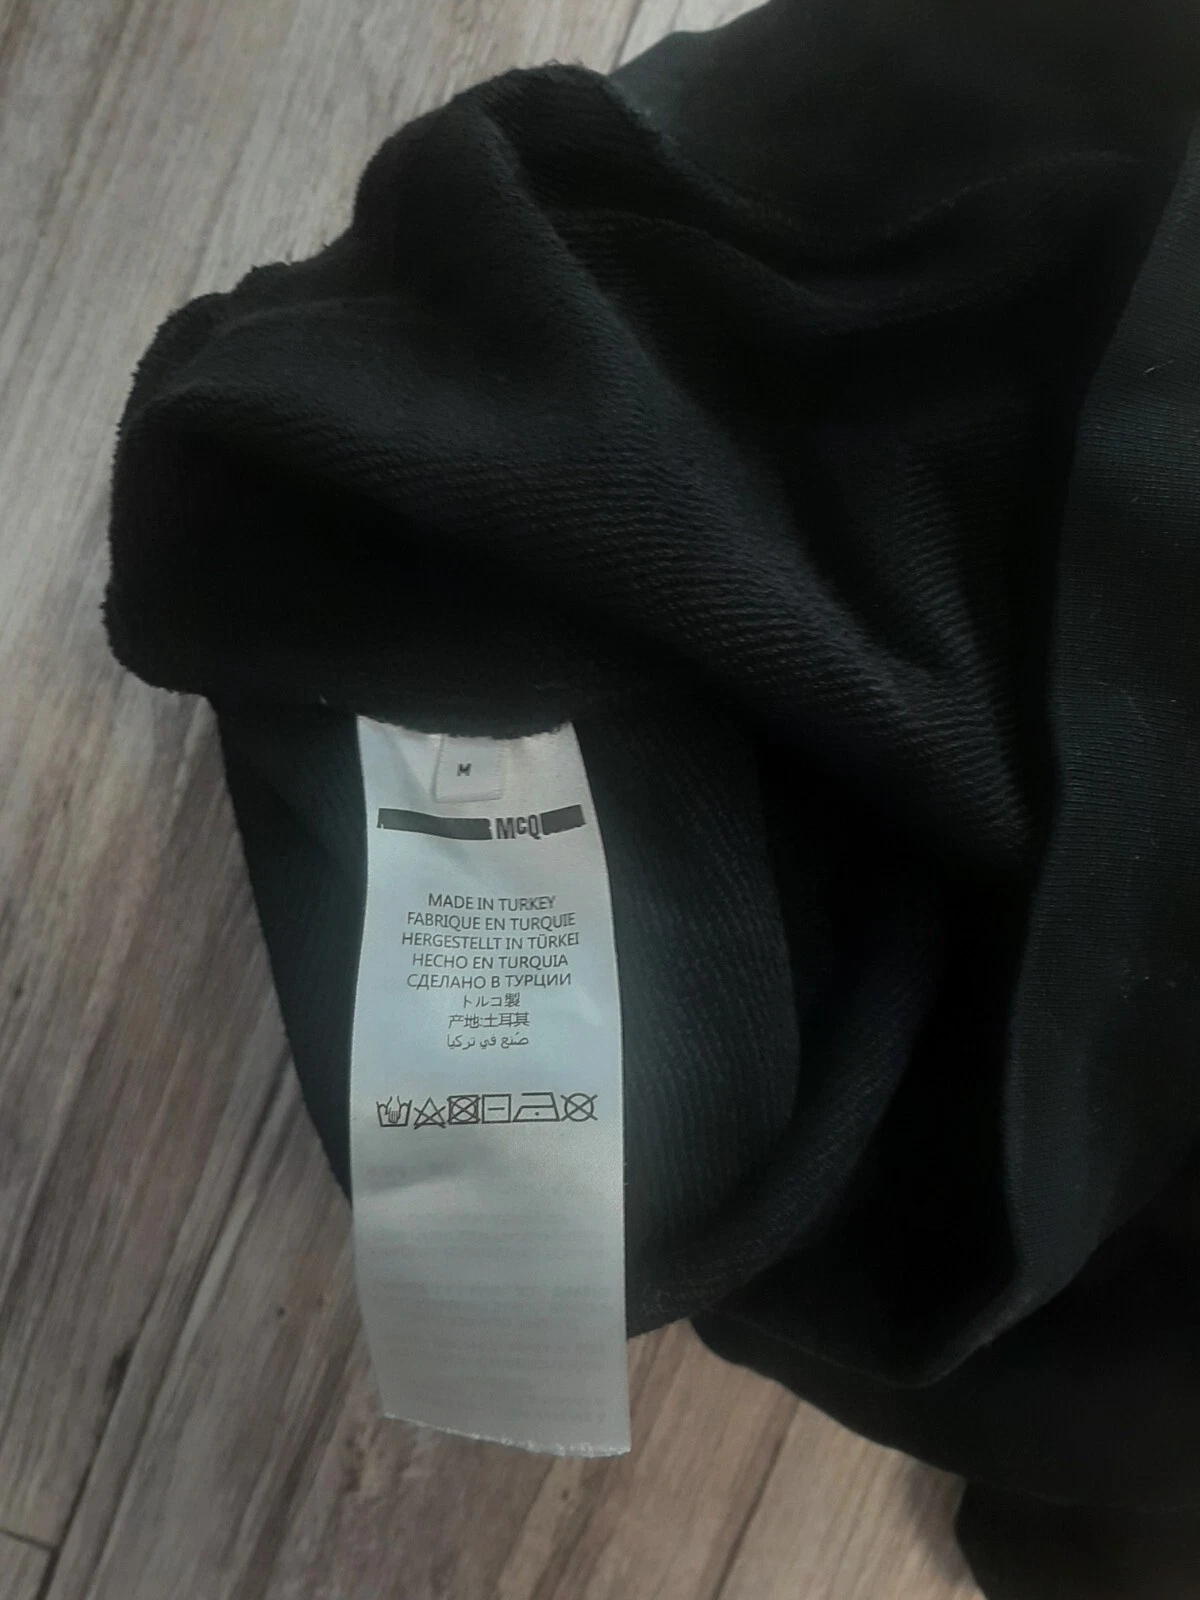 M
McQ
MADE IN TURKEY
FABRIQUE EN TURQUIE
HERGESTELLT IN TÜRKEI
HECHO EN TURQUIA
СДЕЛАНО В ТУРЦИИ
トルコ製
产地:土耳其
صُنع في تركيا